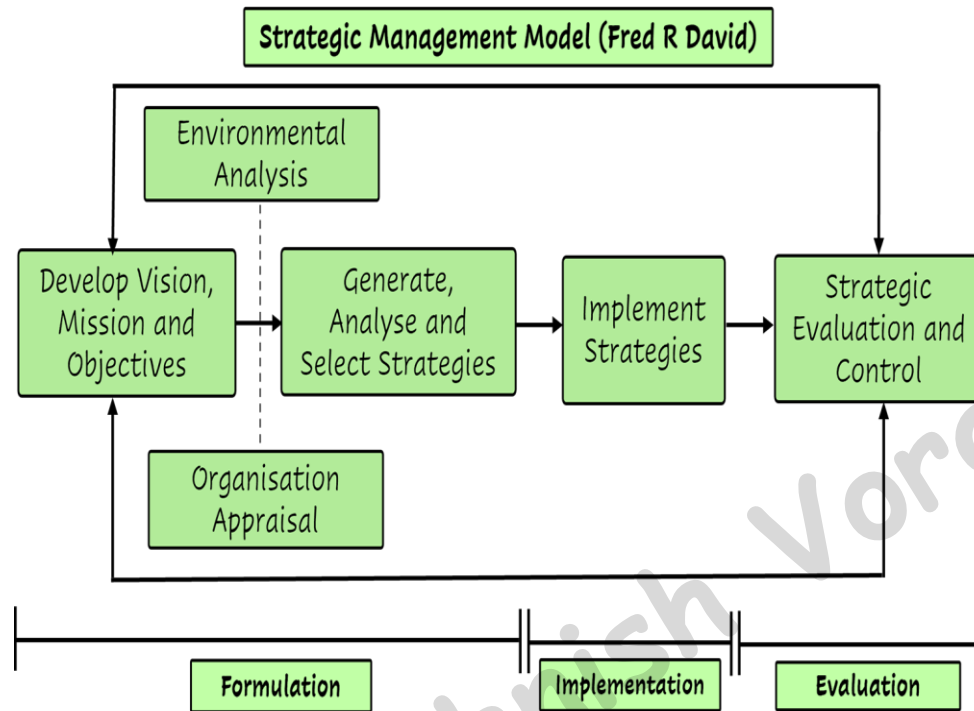 Strategic Management Model (Fred R David)
Environmental
Analysis
Develop Vision,
Mission and
Objectives
Generate,
Analyse and
Select Strategies
Implement
Strategies
Strategic
Evaluation and
Control
Organisation
Appraisal
Formulation
Implementation
Evaluation